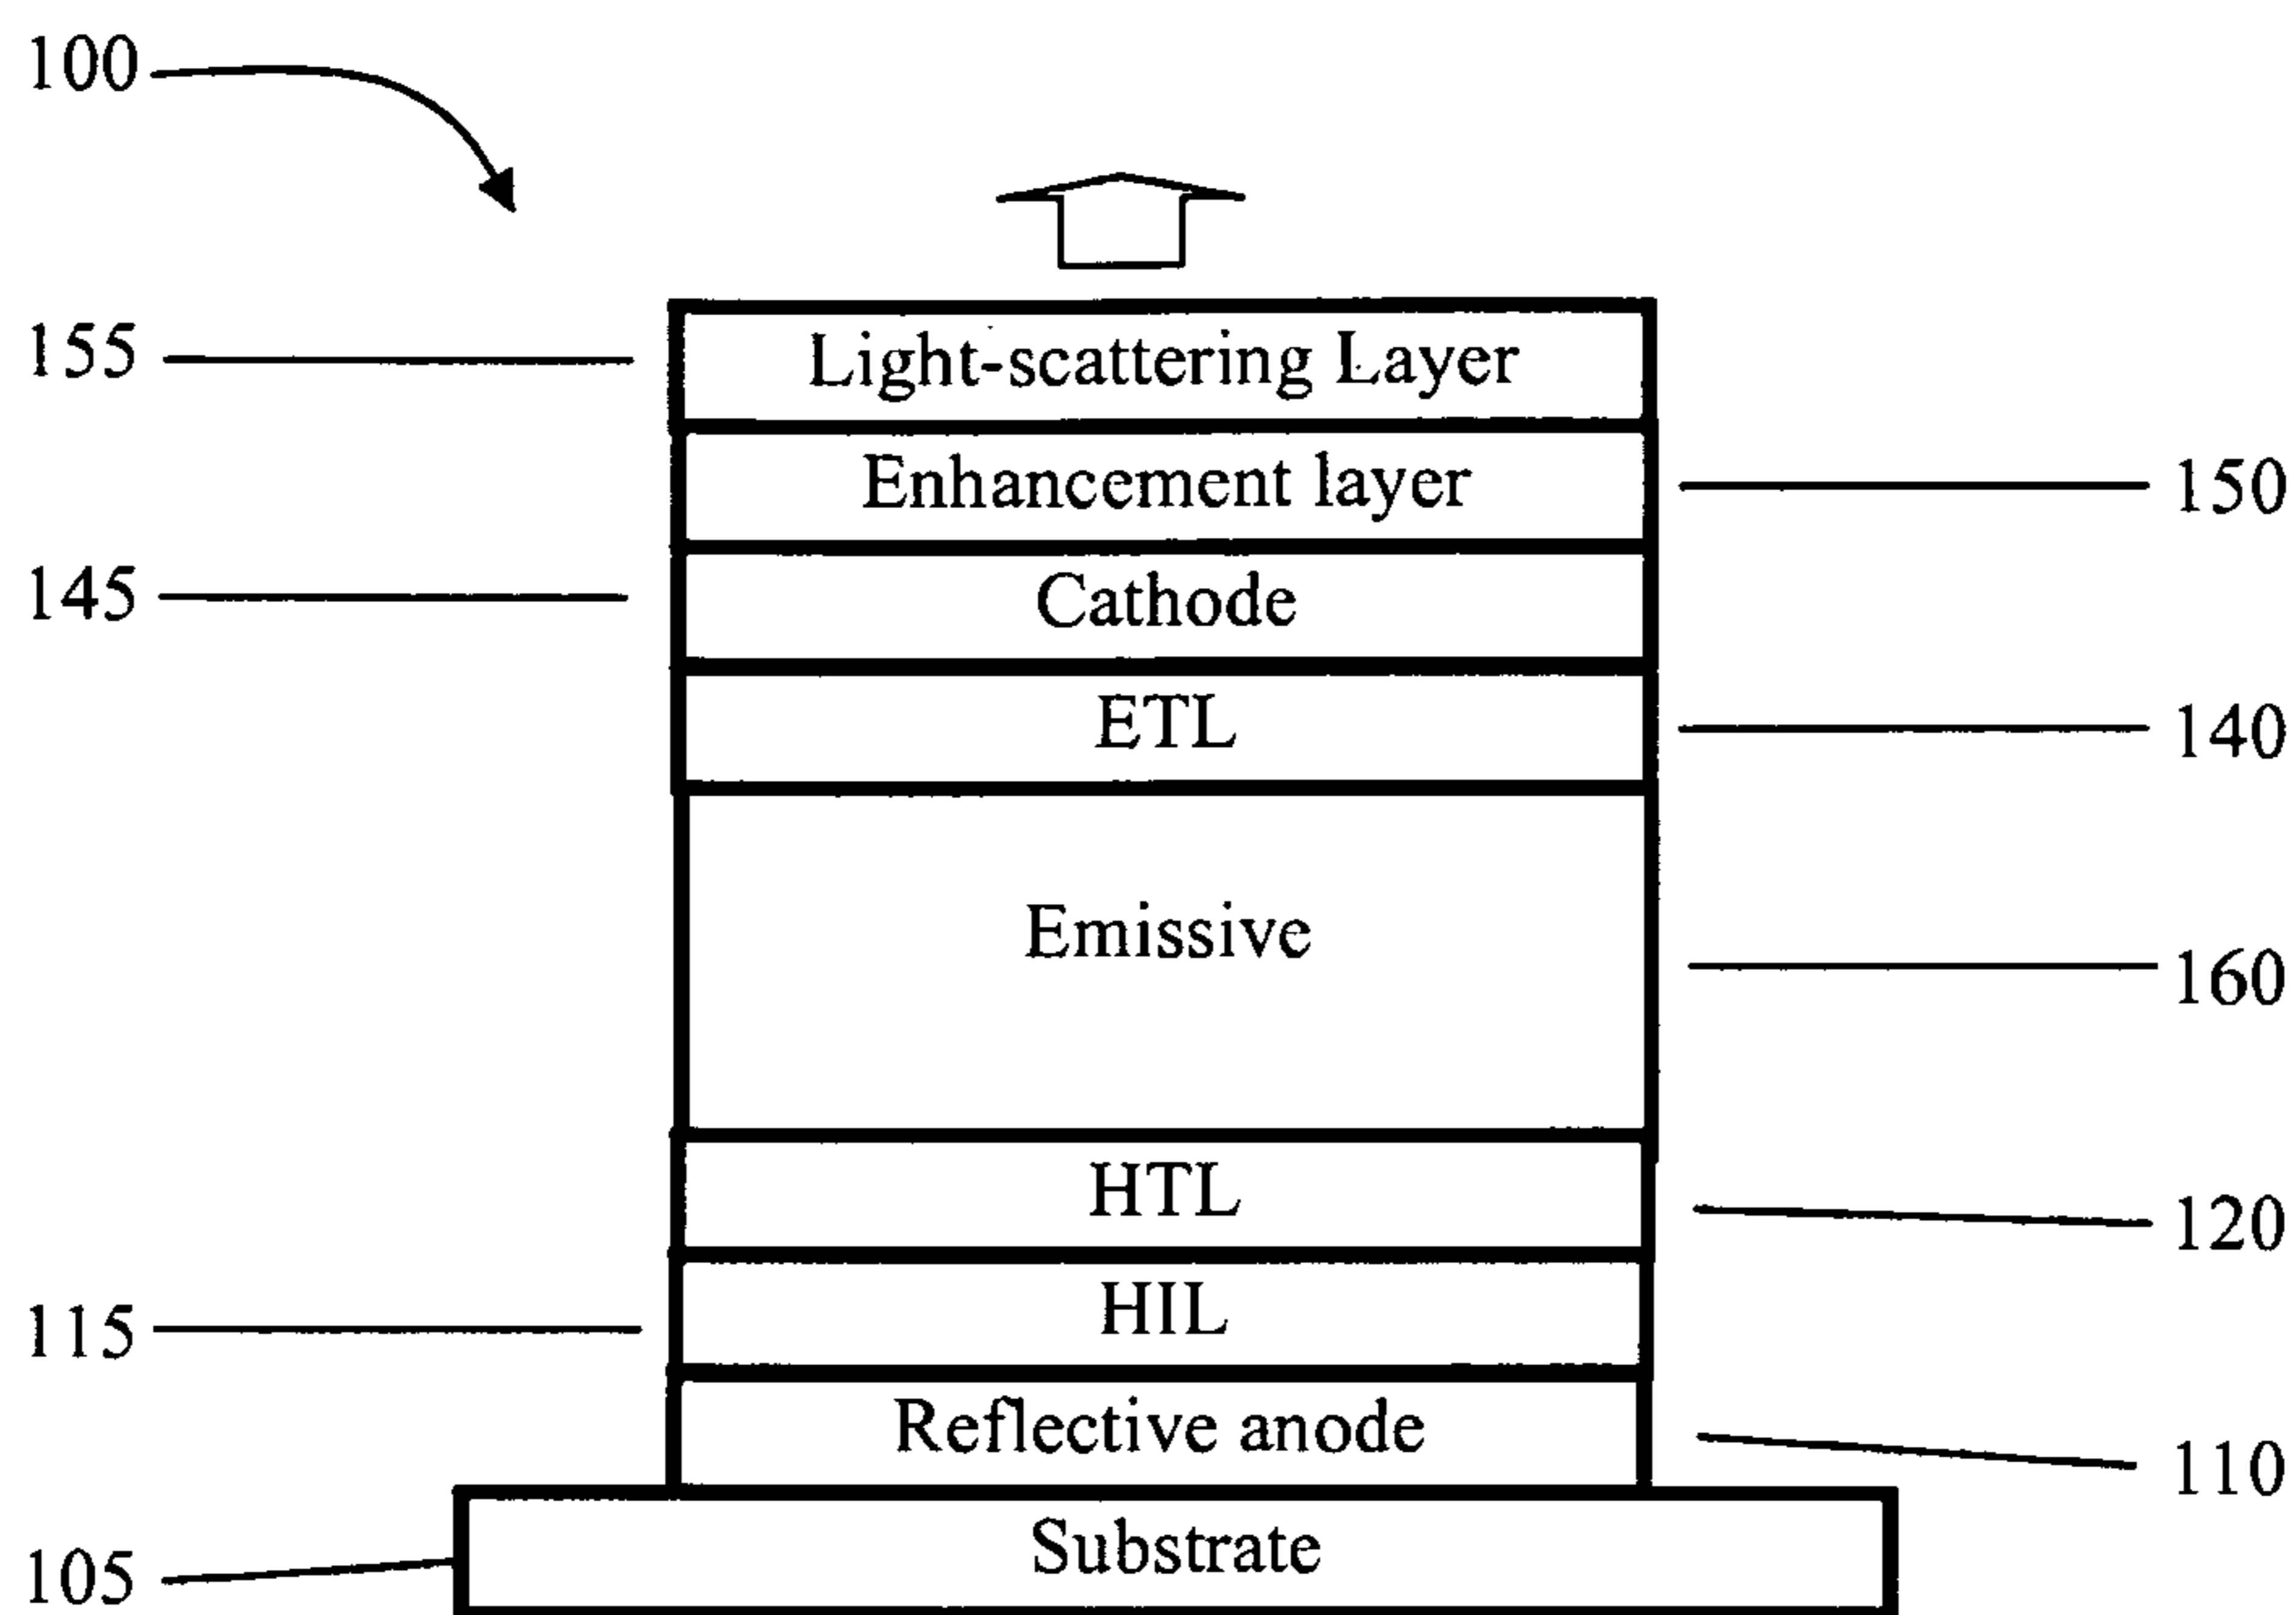 100
155
Light-scattering Layer
Enhancement layer
150
145
Cathode
ETL
140
Emissive
160
HTL
120
115
HIL
Reflective anode
110
105
Substrate